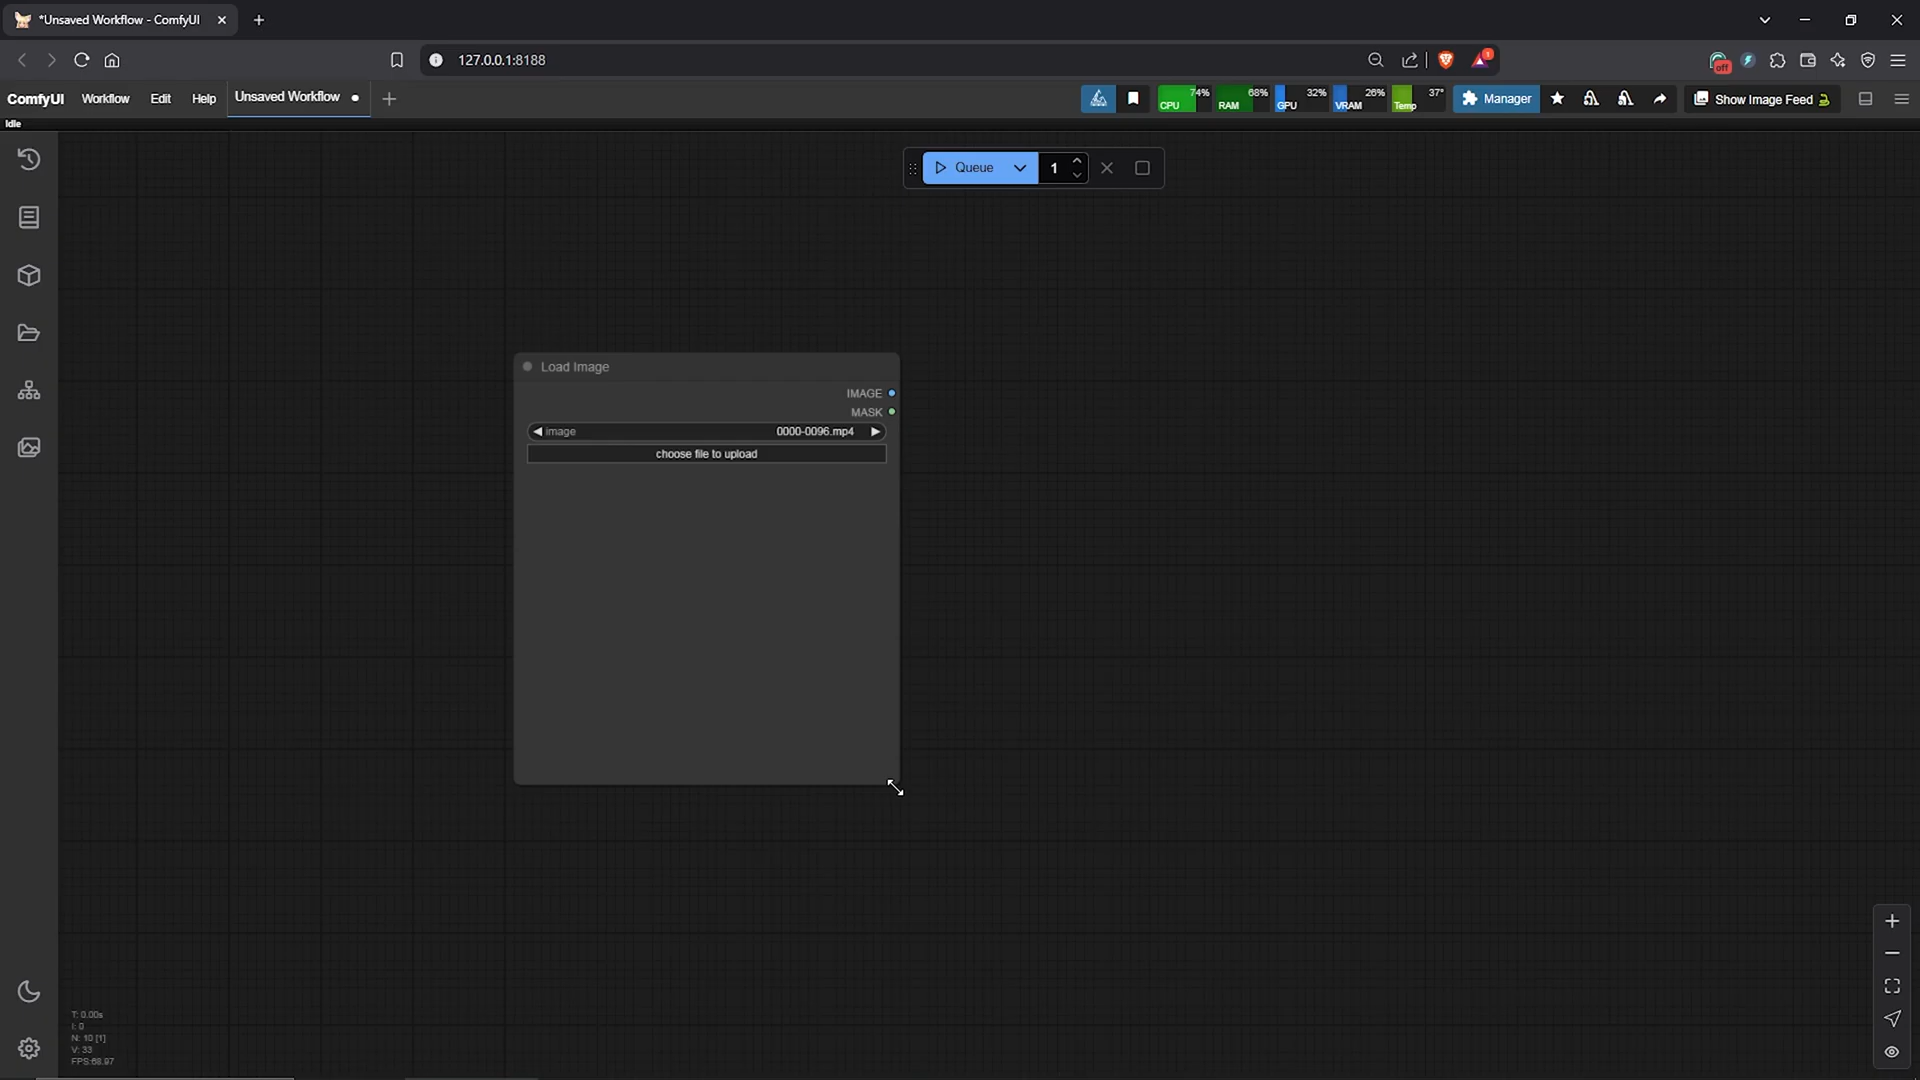 *Unsaved Workflow - ComfyUI
127.0.0.1:8188
1
off
ComfyUI Workflow Edit Help Unsaved Workflow
CPU 74% RAM 68% GPU 32% VRAM 26% Temp 37° Manager Show Image Feed
Idle
Queue 1
Load Image
IMAGE
MASK
image 0000-0096.mp4
choose file to upload
T: 0.00s
I: 0
N: 10 [1]
V: 33
FPS:68.97